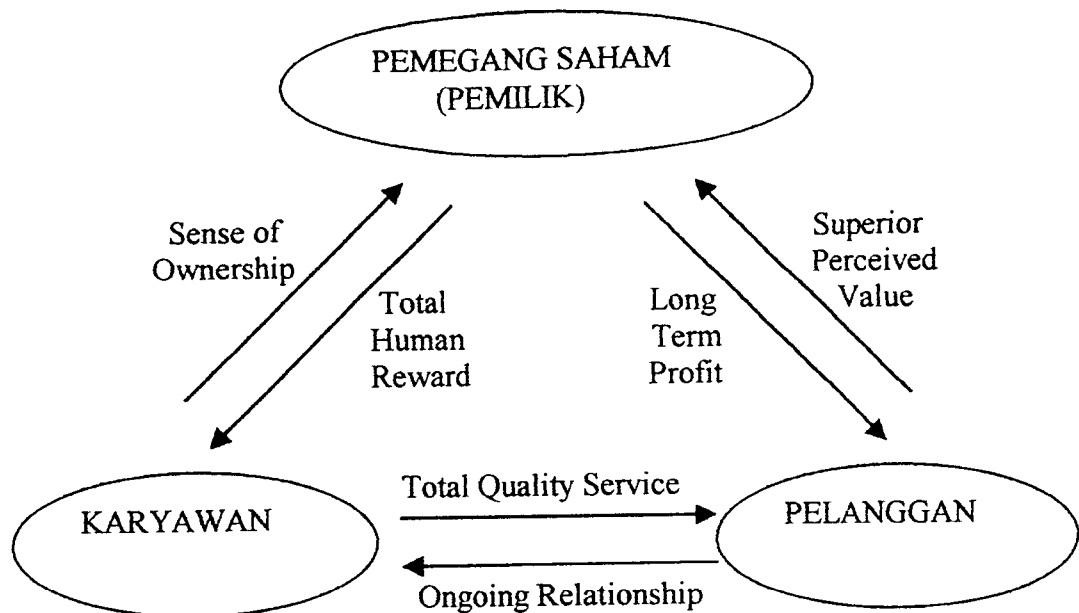 PEMEGANG SAHAM
(PEMILIK)
Sense of
Ownership
Total
Human
Reward
Long
Term
Profit
Superior
Perceived
Value
KARYAWAN
Total Quality Service
PELANGGAN
Ongoing Relationship